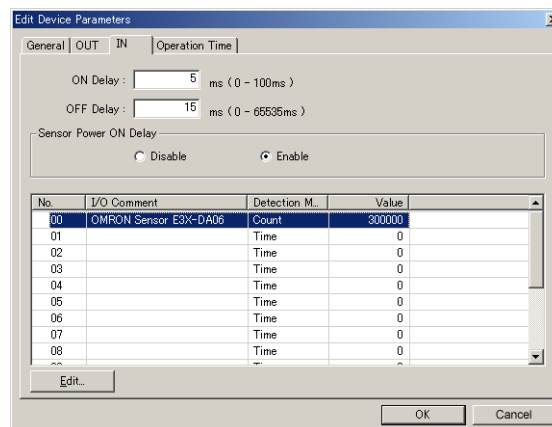 Edit Device Parameters
General OUT IN Operation Time
ON Delay : 5 ms ( 0 - 100ms )
OFF Delay : 15 ms ( 0 - 65535ms )
Sensor Power ON Delay
Disable Enable
No. I/O Comment Detection M... Value
00 OMRON Sensor E3X-DA06 Count 300000
01 Time 0
02 Time 0
03 Time 0
04 Time 0
05 Time 0
06 Time 0
07 Time 0
08 Time 0
Edit...
OK Cancel